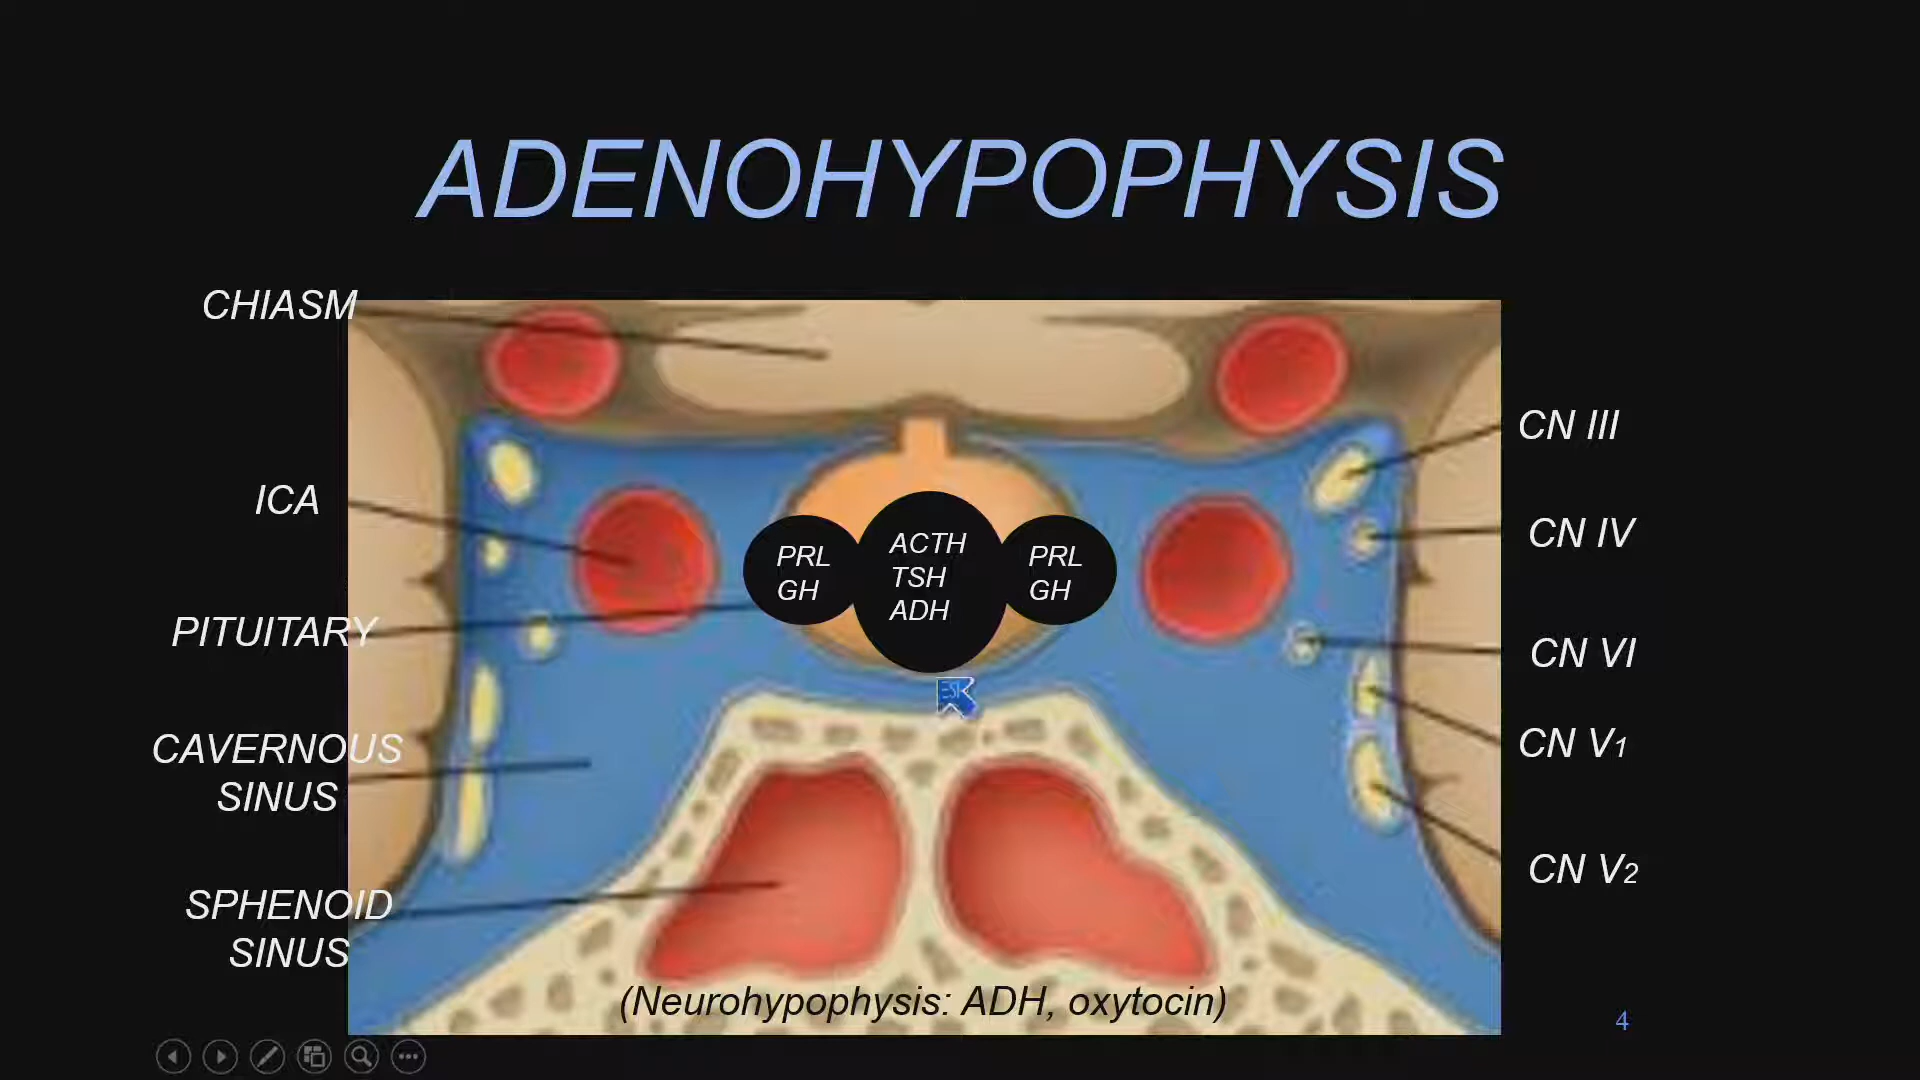 ADENOHYPOPHYSIS
CHIASM
ICA
PITUITARY
CAVERNOUS
SINUS
SPHENOID
SINUS
PRL
GH
ACTH
TSH
ADH
PRL
GH
CN III
CN IV
CN VI
CN V1
CN V2
(Neurohypophysis: ADH, oxytocin)
4